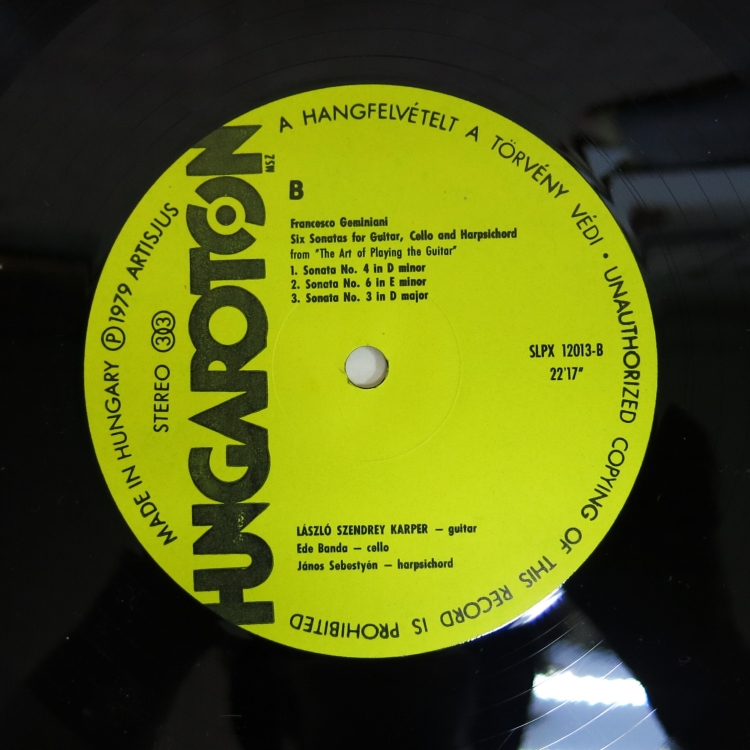 A HANGFELVÉTELT A TÖRVÉNY VÉDI • UNAUTHORIZED COPYING OF THIS RECORD IS PROHIBITED
MADE IN HUNGARY Ⓟ 1979 ARTISJUS
STEREO 33
HUNGAROTON
MSZ
B
Francesco Geminiani
Six Sonatas for Guitar, Cello and Harpsichord
from "The Art of Playing the Guitar"
1. Sonata No. 4 in D minor
2. Sonata No. 6 in E minor
3. Sonata No. 3 in D major
SLPX 12013-B
22'17"
LÁSZLÓ SZENDREY KARPER – guitar
Ede Banda – cello
János Sebestyén – harpsichord